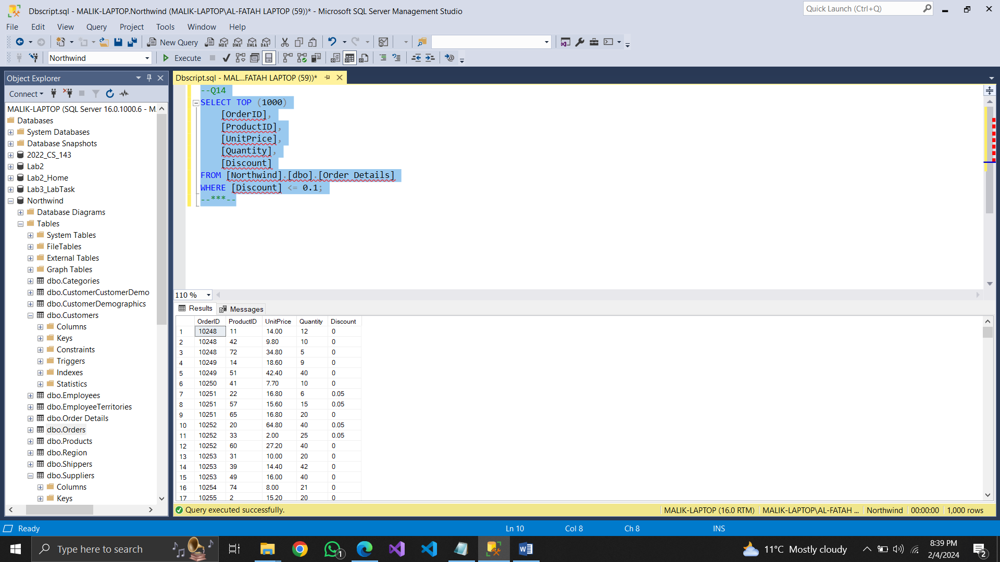 Dbscript.sql - MALIK-LAPTOP.Northwind (MALIK-LAPTOP\AL-FATAH LAPTOP (59))* - Microsoft SQL Server Management Studio
Quick Launch (Ctrl+Q)
File Edit View Query Project Tools Window Help
New Query MDX DMX XMLA DAX
Northwind Execute
Object Explorer
Connect
MALIK-LAPTOP (SQL Server 16.0.1000.6 - M
Databases
System Databases
Database Snapshots
2022_CS_143
Lab2
Lab2_Home
Lab3_LabTask
Northwind
Database Diagrams
Tables
System Tables
FileTables
External Tables
Graph Tables
dbo.Categories
dbo.CustomerCustomerDemo
dbo.CustomerDemographics
dbo.Customers
Columns
Keys
Constraints
Triggers
Indexes
Statistics
dbo.Employees
dbo.EmployeeTerritories
dbo.Order Details
dbo.Orders
dbo.Products
dbo.Region
dbo.Shippers
dbo.Suppliers
Columns
Keys
Dbscript.sql - MAL...FATAH LAPTOP (59))*
--Q14
SELECT TOP (1000)
[OrderID],
[ProductID],
[UnitPrice],
[Quantity],
[Discount]
FROM [Northwind].[dbo].[Order Details]
WHERE [Discount] <= 0.1;
--***--
110 %
Results Messages
OrderID ProductID UnitPrice Quantity Discount
1 10248 11 14.00 12 0
2 10248 42 9.80 10 0
3 10248 72 34.80 5 0
4 10249 14 18.60 9 0
5 10249 51 42.40 40 0
6 10250 41 7.70 10 0
7 10251 22 16.80 6 0.05
8 10251 57 15.60 15 0.05
9 10251 65 16.80 20 0
10 10252 20 64.80 40 0.05
11 10252 33 2.00 25 0.05
12 10252 60 27.20 40 0
13 10253 31 10.00 20 0
14 10253 39 14.40 42 0
15 10253 49 16.00 40 0
16 10254 74 8.00 21 0
17 10255 2 15.20 20 0
Query executed successfully. MALIK-LAPTOP (16.0 RTM) MALIK-LAPTOP\AL-FATAH ... Northwind 00:00:00 1,000 rows
Ready Ln 10 Col 8 Ch 8 INS
Type here to search
1
11°C Mostly cloudy
8:39 PM
2/4/2024
2